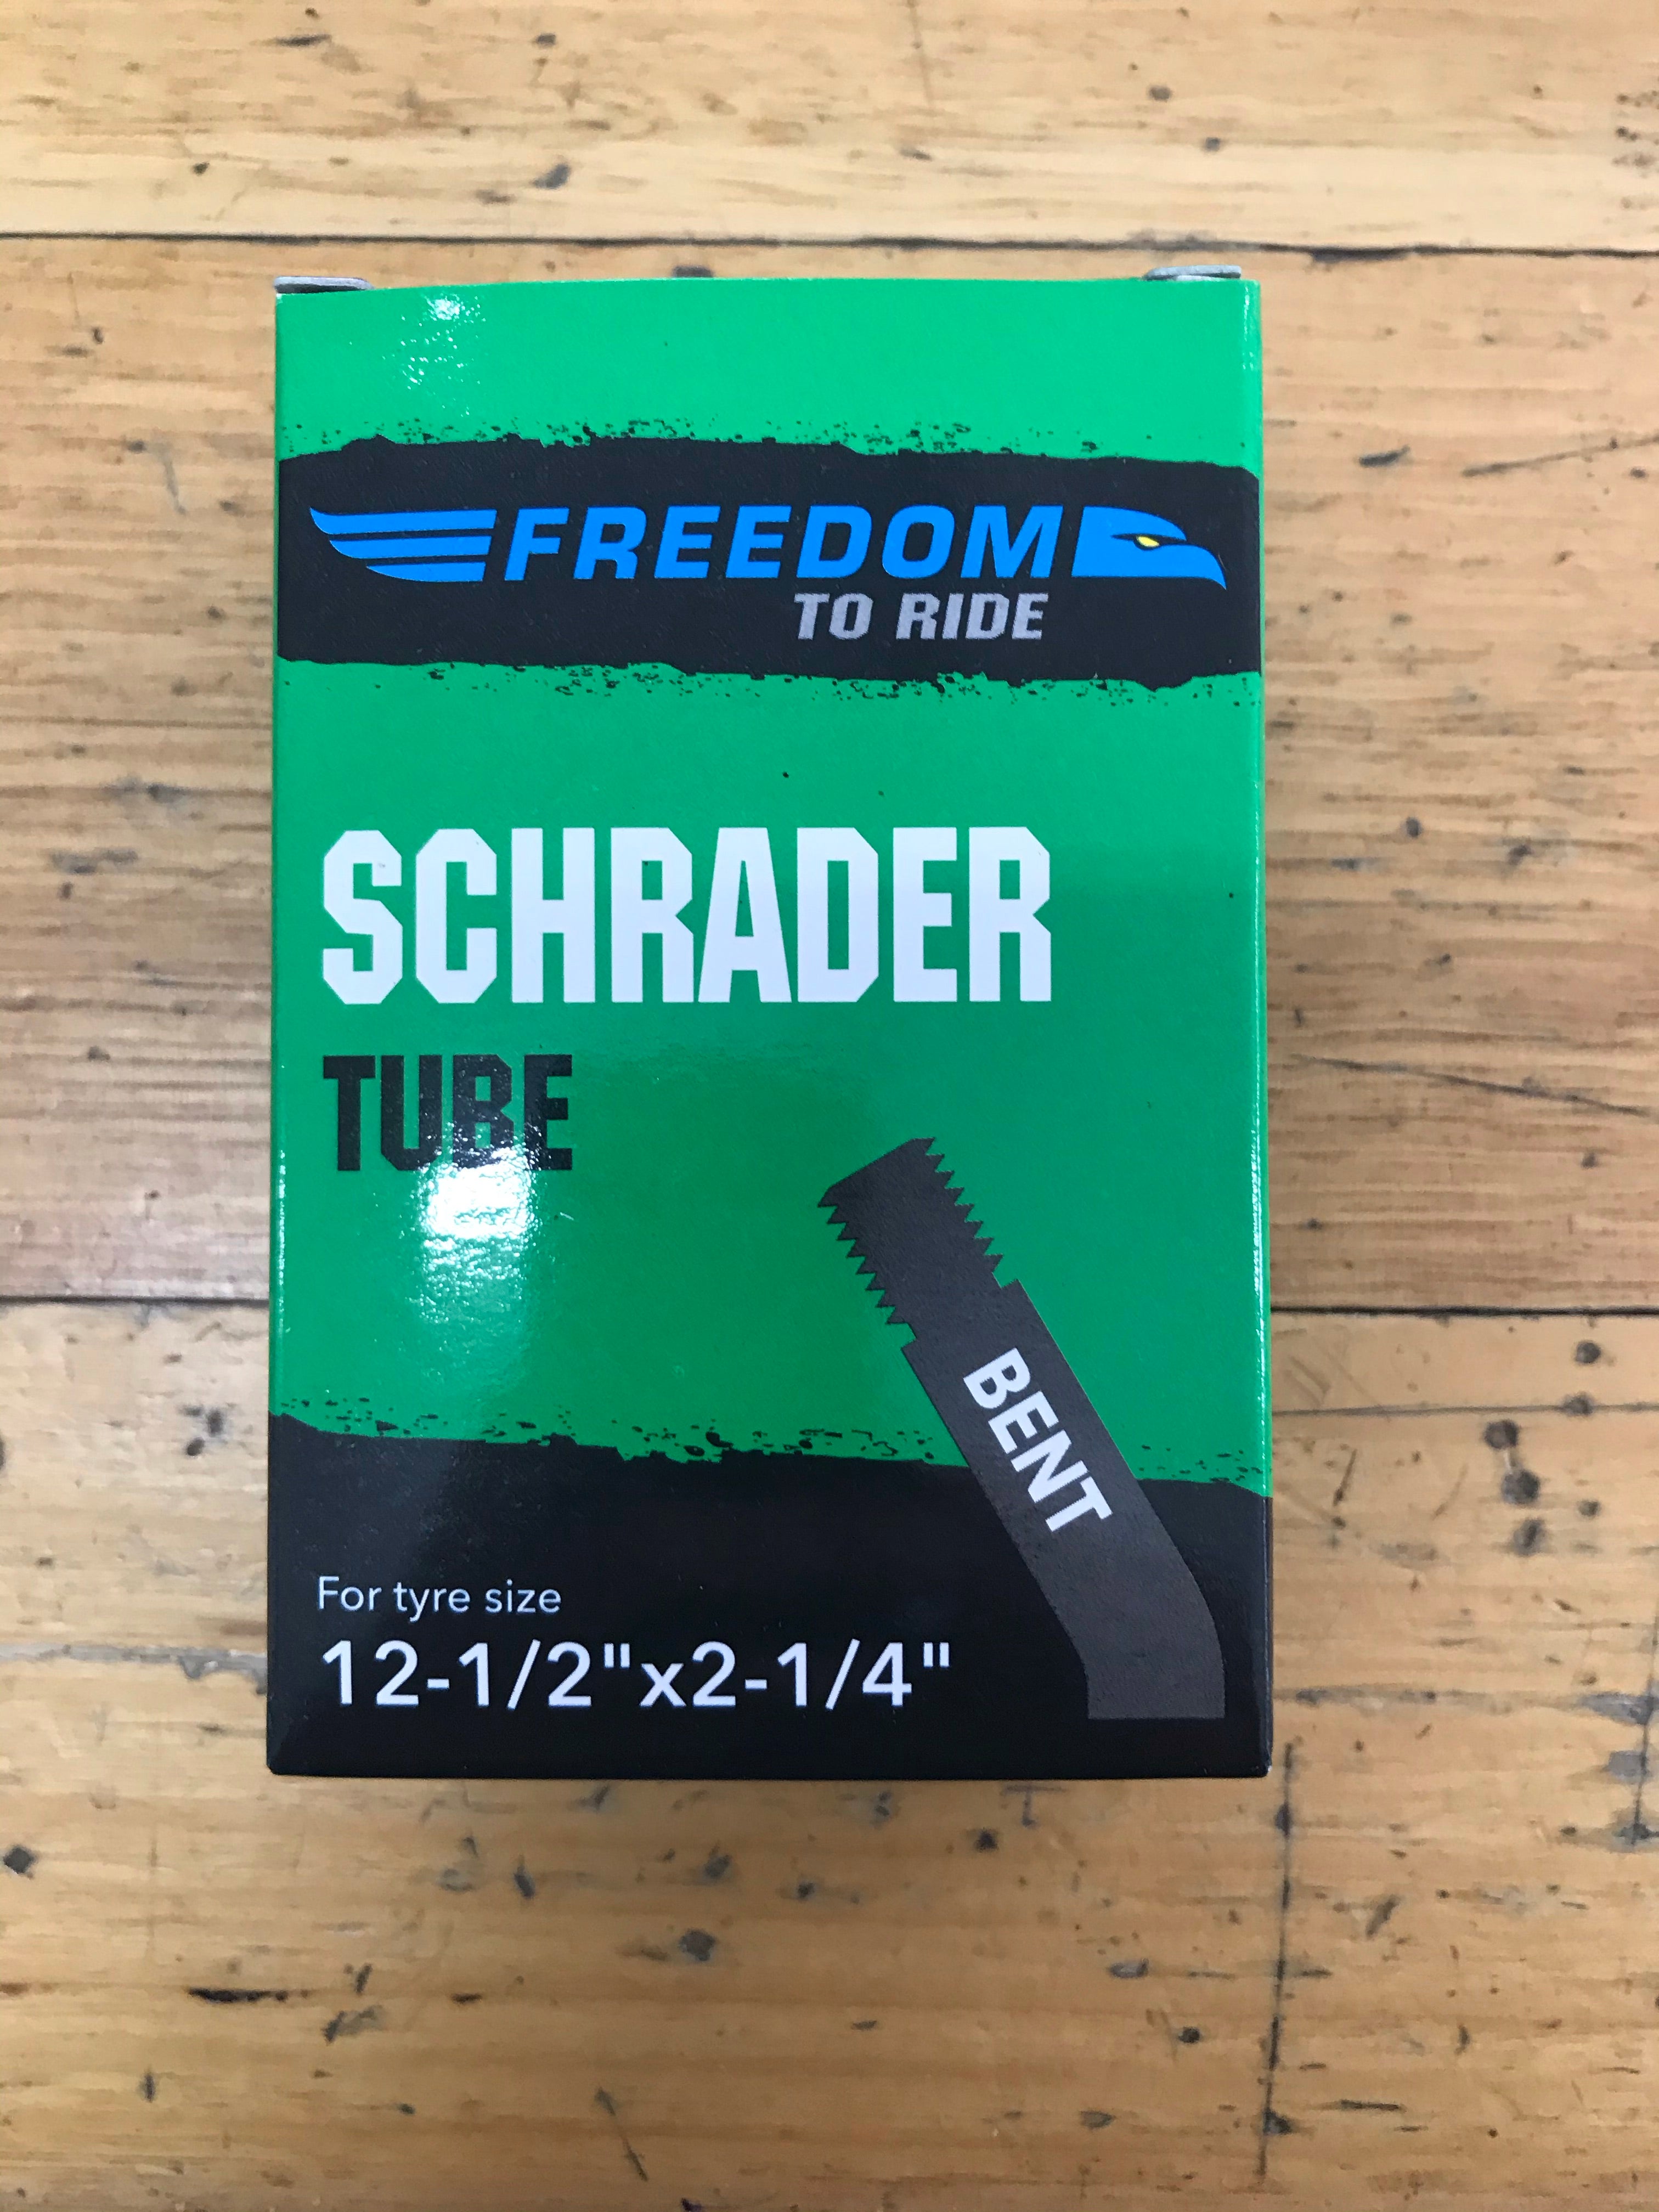 FREEDOM
TO RIDE
SCHRADER
TUBE
BENT
For tyre size
12-1/2"x2-1/4"